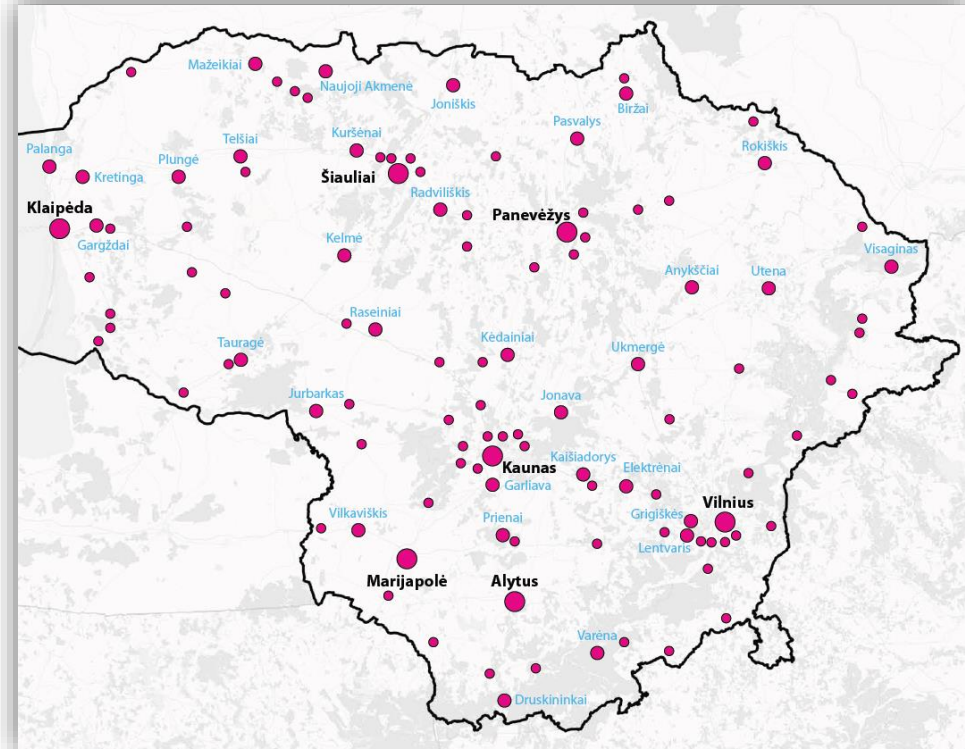 Mažeikiai
Naujoji Akmenė
Joniškis
Biržai
Pasvalys
Kuršėnai
Telšiai
Palanga
Plungė
Rokiškis
Kretinga
Šiauliai
Radviliškis
Klaipėda
Panevėžys
Gargždai
Kelmė
Visaginas
Anykščiai
Utena
Raseiniai
Kėdainiai
Tauragė
Ukmergė
Jurbarkas
Jonava
Kaunas
Kaišiadorys
Elektrėnai
Garliava
Vilnius
Vilkaviškis
Prienai
Grigiškės
Lentvaris
Marijapolė
Alytus
Varėna
Druskininkai